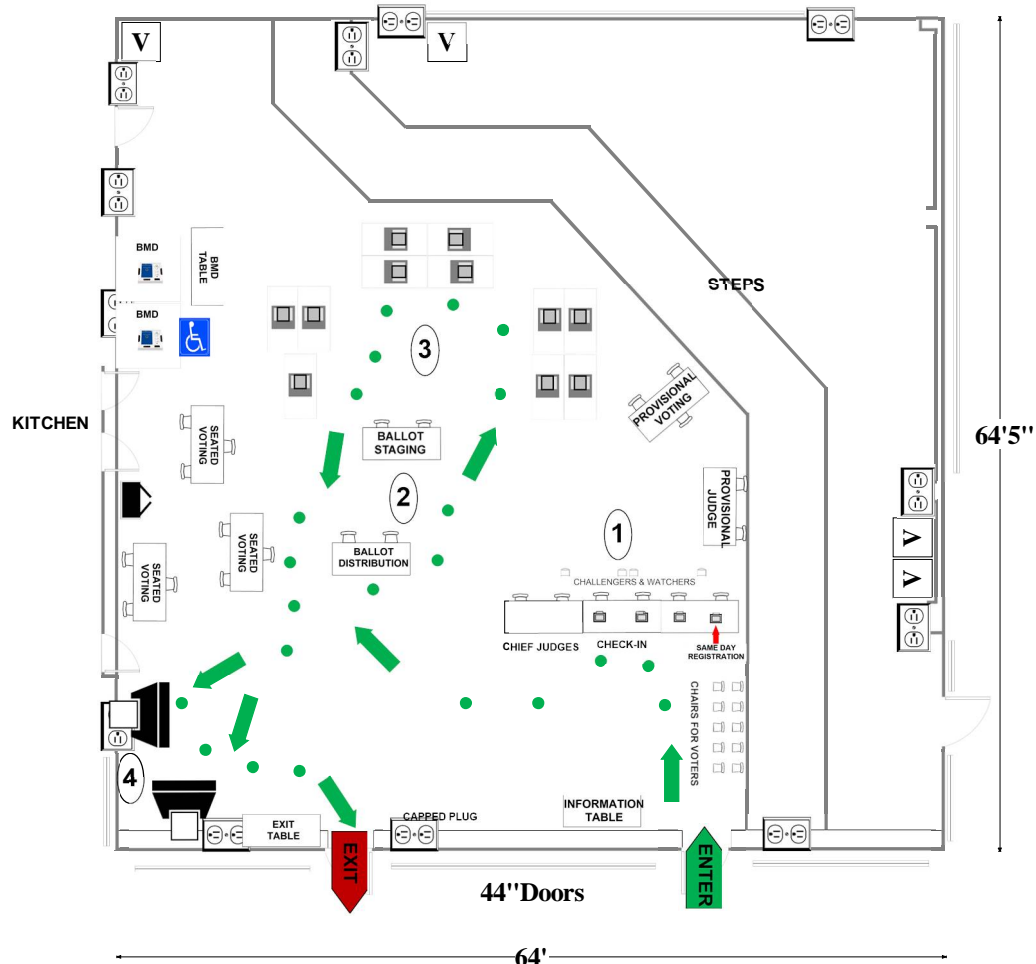 V
V
BMD
BMD
TABLE
BMD
STEPS
3
KITCHEN
PROVISIONAL
VOTING
64'5"
SEATED
VOTING
BALLOT
STAGING
2
PROVISIONAL
JUDGE
1
V
SEATED
VOTING
BALLOT
DISTRIBUTION
SEATED
VOTING
V
CHALLENGERS & WATCHERS
CHIEF JUDGES
CHECK-IN
SAME DAY
REGISTRATION
CHAIRS FOR VOTERS
4
INFORMATION
TABLE
EXIT
TABLE
CAPPED PLUG
EXIT
ENTER
44"Doors
64'